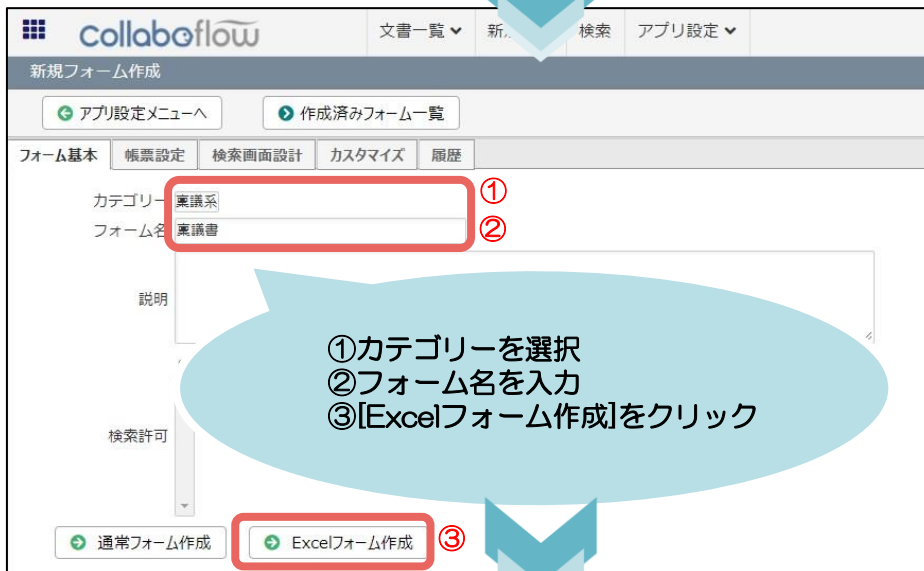 collaboflow 文書一覧 新 検索 アプリ設定
新規フォーム作成
アプリ設定メニューへ 作成済みフォーム一覧
フォーム基本 帳票設定 検索画面設計 カスタマイズ 履歴
カテゴリー 稟議系 ①
フォーム名 稟議書 ②
説明
①カテゴリーを選択
②フォーム名を入力
③[Excelフォーム作成]をクリック
検索許可
通常フォーム作成 Excelフォーム作成 ③